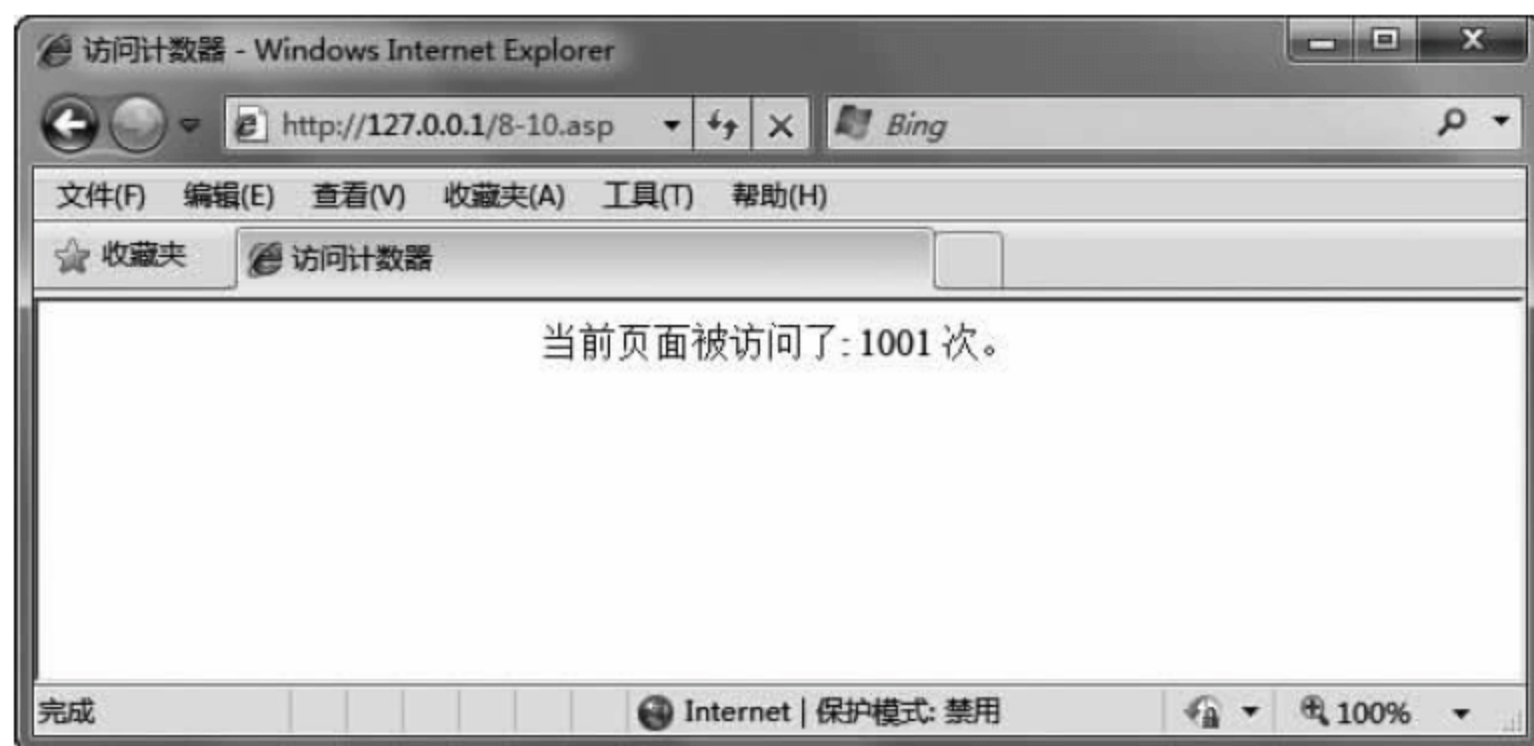 访问计数器 - Windows Internet Explorer
http://127.0.0.1/8-10.asp Bing
文件(F) 编辑(E) 查看(V) 收藏夹(A) 工具(T) 帮助(H)
收藏夹 访问计数器
当前页面被访问了: 1001 次。
完成 Internet | 保护模式: 禁用 100%